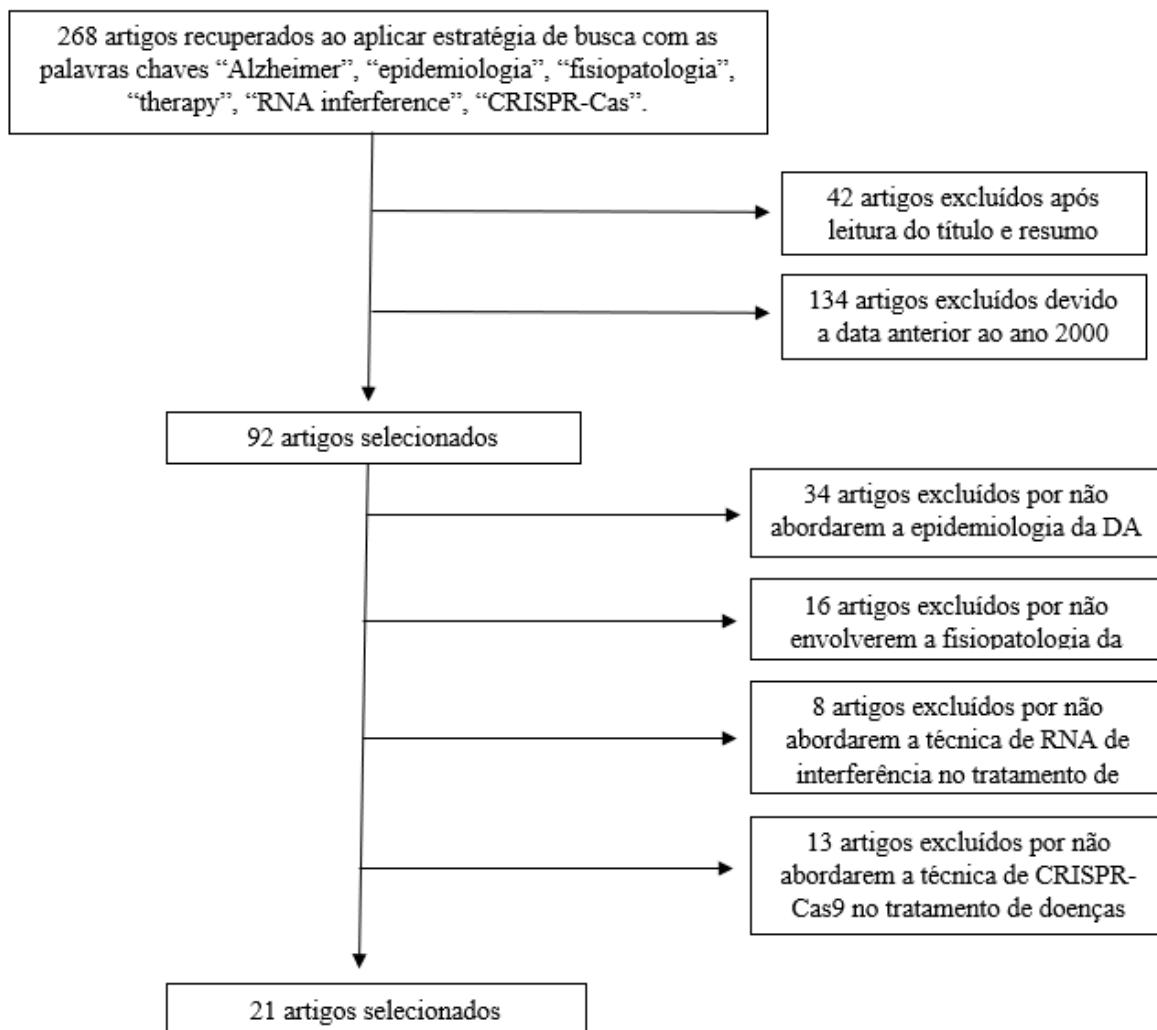 268 artigos recuperados ao aplicar estratégia de busca com as
palavras chaves “Alzheimer”, “epidemiologia”, “fisiopatologia”,
“therapy”, “RNA inferference”, “CRISPR-Cas”.
42 artigos excluídos após
leitura do título e resumo
134 artigos excluídos devido
a data anterior ao ano 2000
92 artigos selecionados
34 artigos excluídos por não
abordarem a epidemiologia da DA
16 artigos excluídos por não
envolverem a fisiopatologia da
8 artigos excluídos por não
abordarem a técnica de RNA de
interferência no tratamento de
13 artigos excluídos por não
abordarem a técnica de CRISPR-
Cas9 no tratamento de doenças
21 artigos selecionados